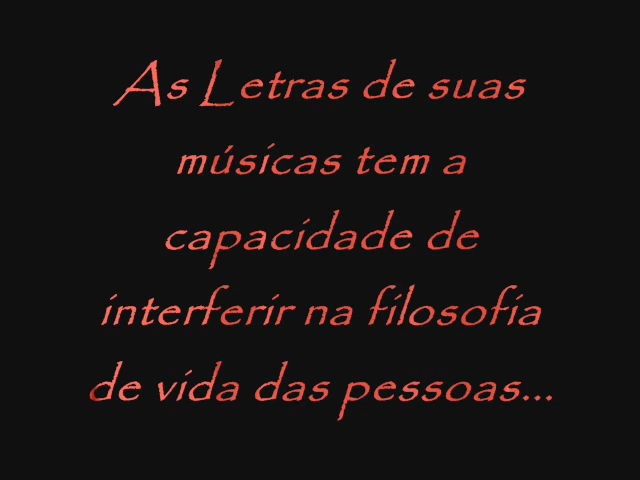 As Letras de suas
músicas tem a
capacidade de
interferir na filosofia
de vida das pessoas...